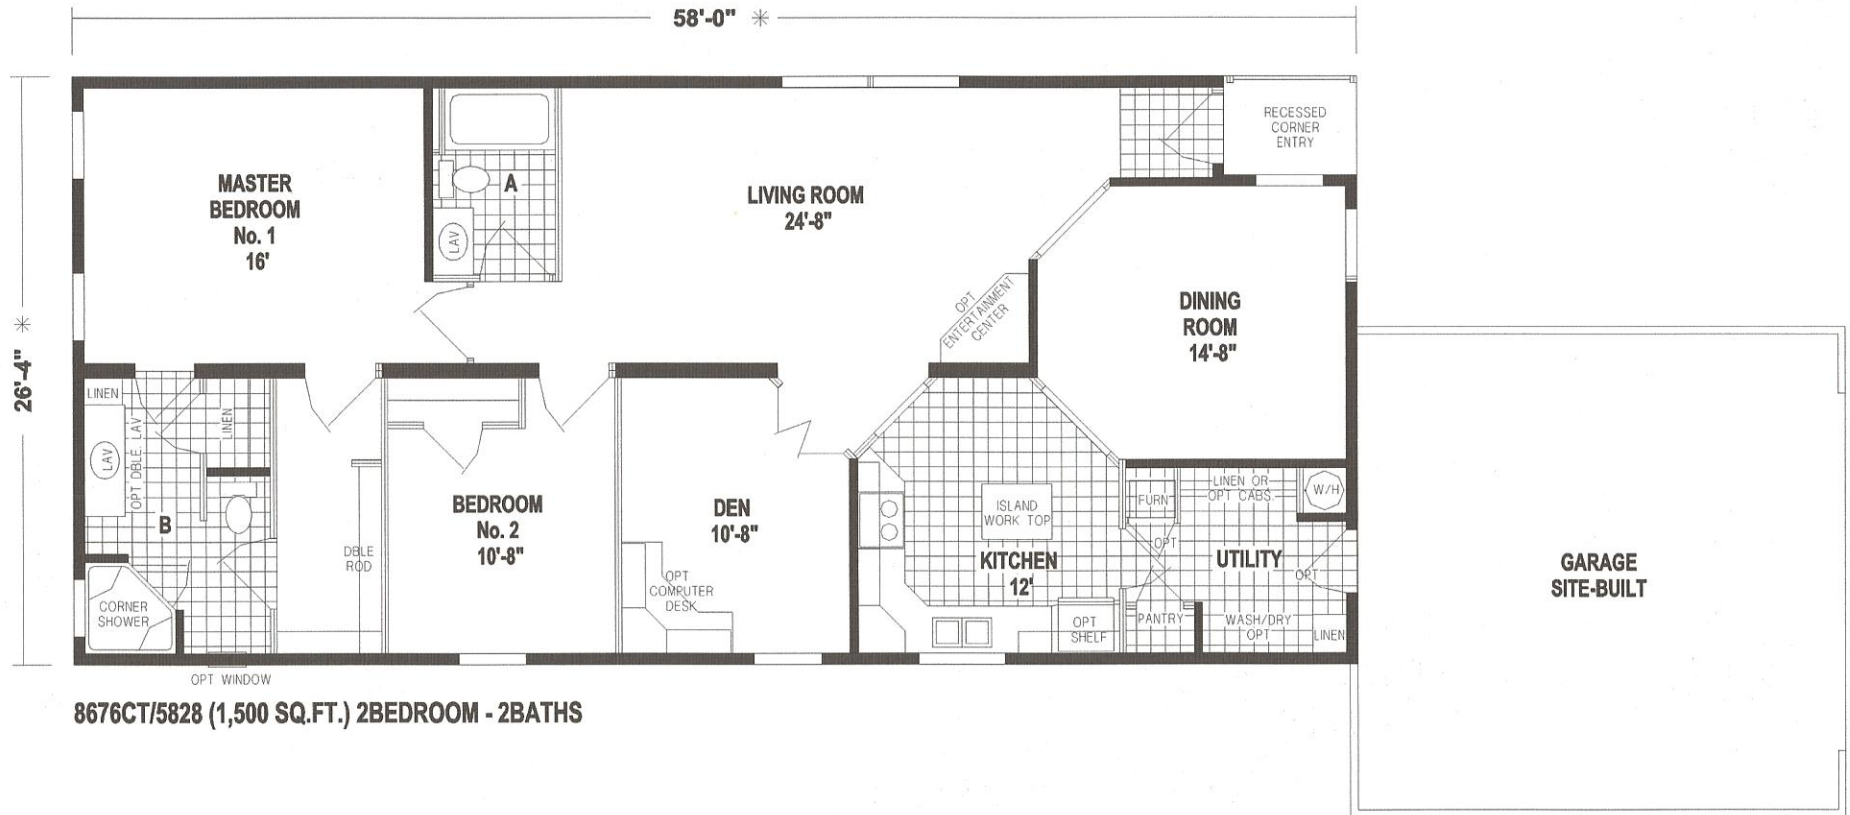 58'-0" *
RECESSED
CORNER
ENTRY
MASTER
BEDROOM
No. 1
16'
A
LAV
LIVING ROOM
24'-8"
OPT
ENTERTAINMENT
CENTER
DINING
ROOM
14'-8"
26'-4" *
LINEN
LINEN
LAV
OPT DBLE. LAV
B
CORNER
SHOWER
DBLE
ROD
BEDROOM
No. 2
10'-8"
DEN
10'-8"
OPT
COMPUTER
DESK
ISLAND
WORK TOP
KITCHEN
12'
OPT
SHELF
FURN
OPT
PANTRY
LINEN OR
OPT CABS.
W/H
UTILITY
OPT
WASH/DRY
OPT
LINEN
GARAGE
SITE-BUILT
OPT WINDOW
8676CT/5828 (1,500 SQ.FT.) 2BEDROOM - 2BATHS